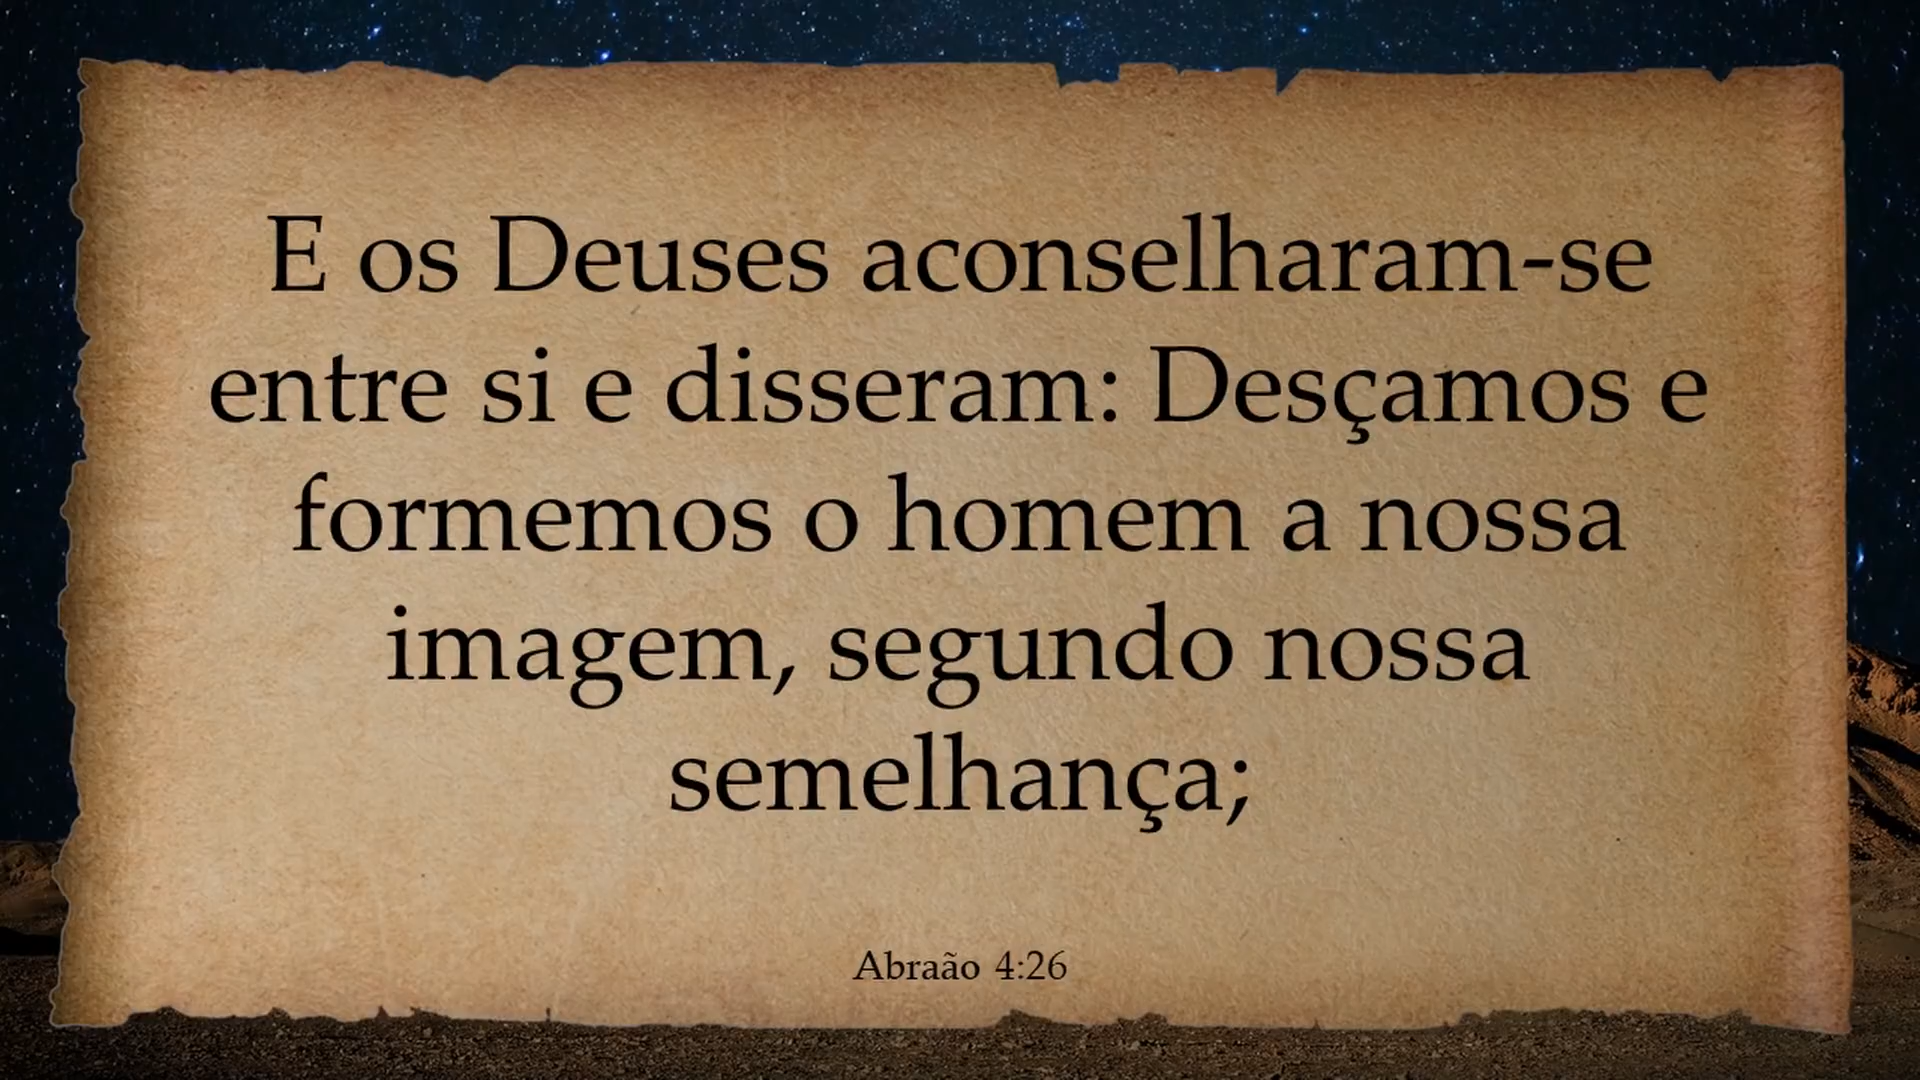 E os Deuses aconselharam-se
entre si e disseram: Desçamos e
formemos o homem a nossa
imagem, segundo nossa
semelhança;
Abraão 4:26